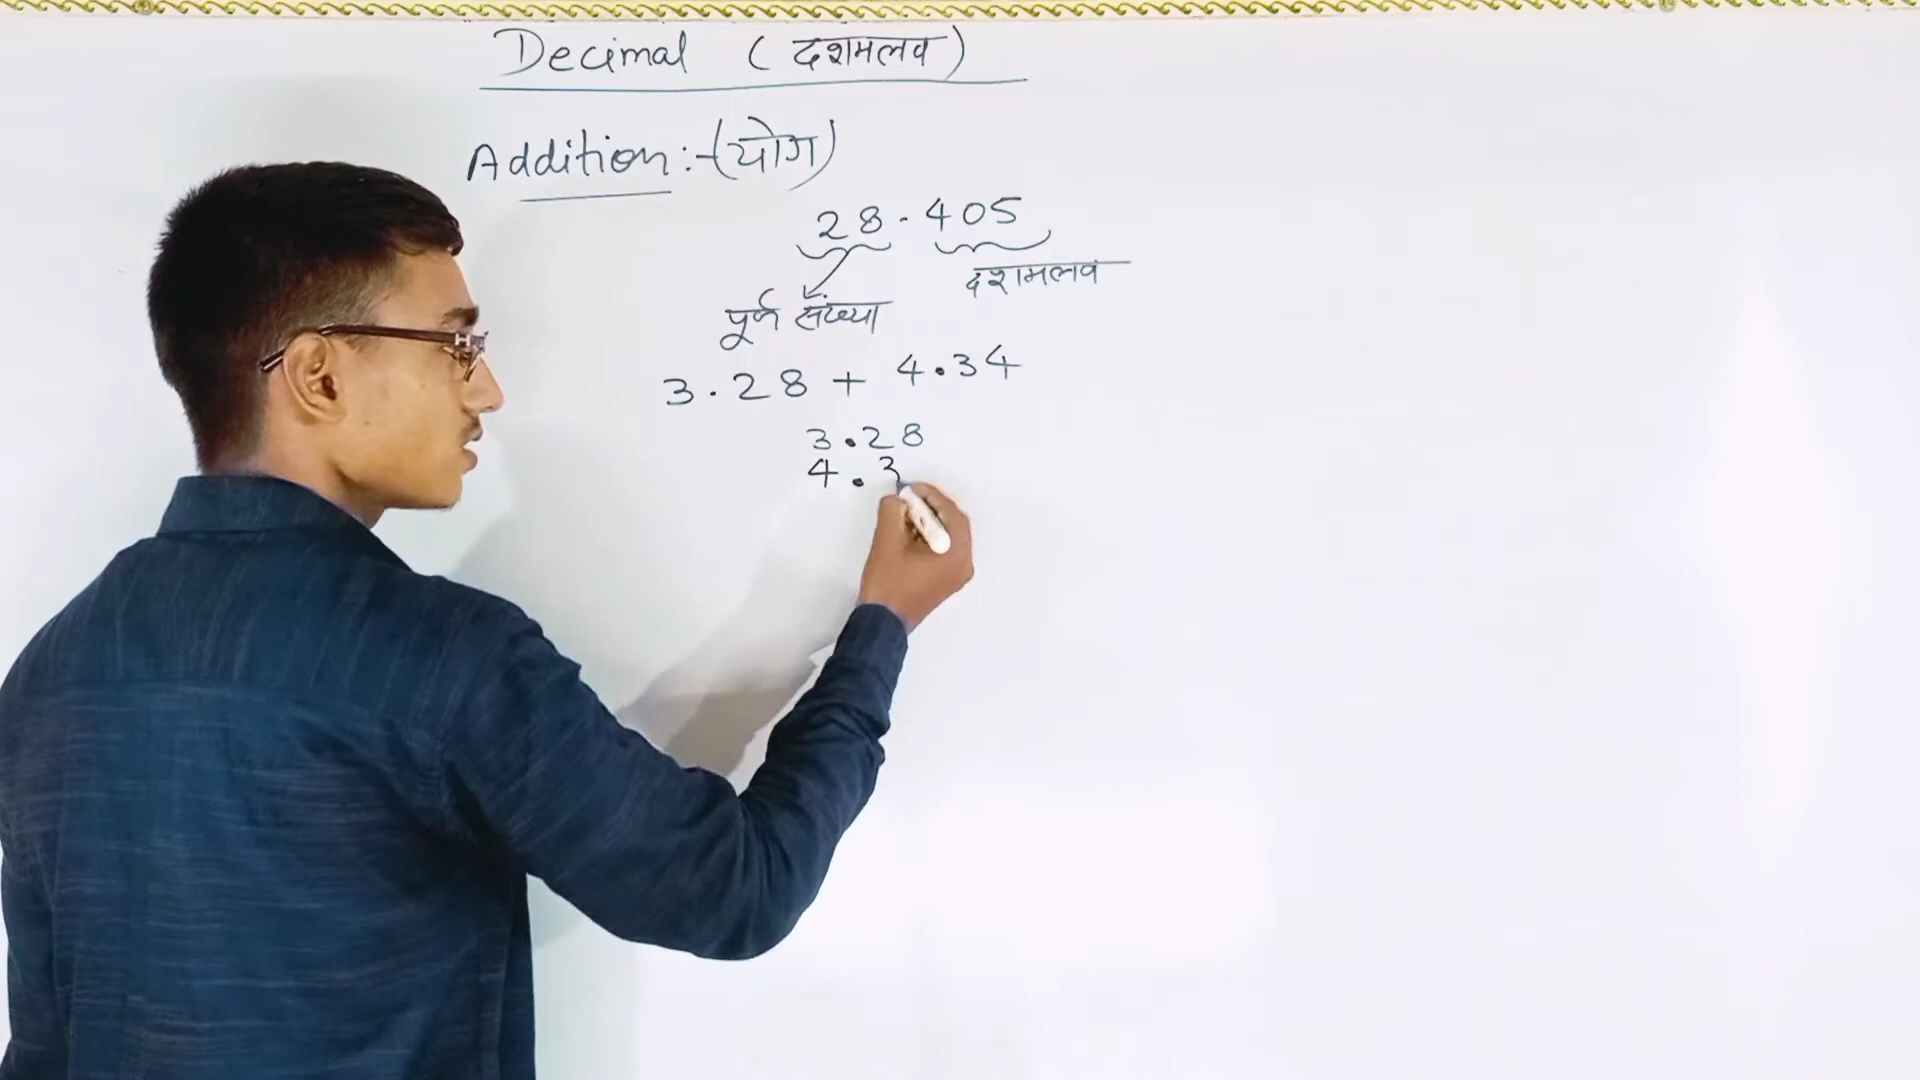 Decimal (दशमलव)
Addition:-(योग)
28.405
दशमलव
पूर्ण संख्या
3.28 + 4.34
3.28
4.3